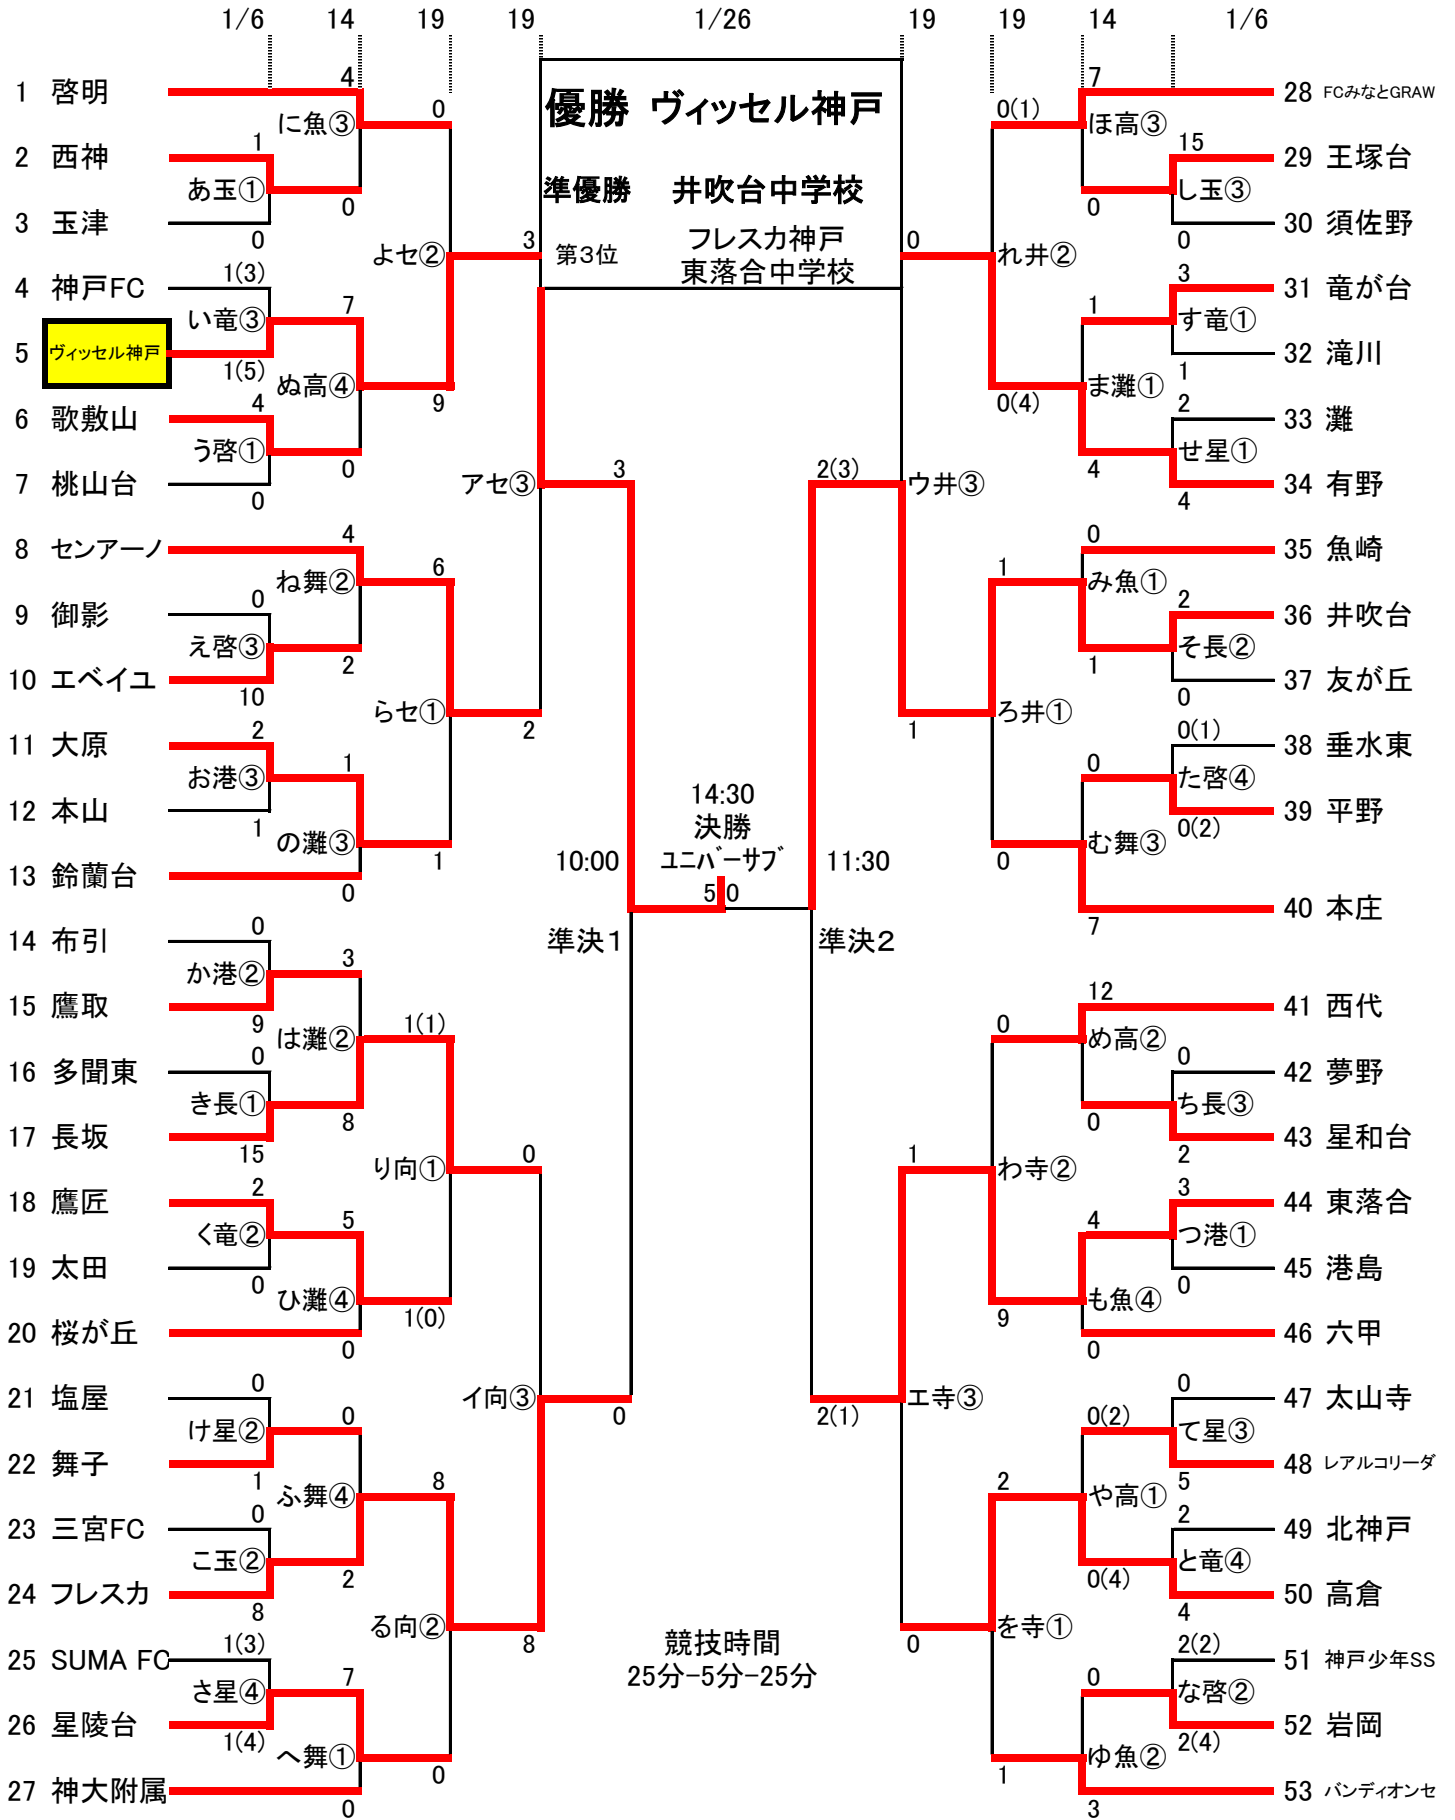 1/6 14 19 19 1/26 19 19 14 1/6
優勝 ヴィッセル神戸
準優勝 井吹台中学校
第3位 フレスカ神戸
東落合中学校
1 啓明
2 西神
3 玉津
4 神戸FC
5 ヴィッセル神戸
6 歌敷山
7 桃山台
8 センアーノ
9 御影
10 エベイユ
11 大原
12 本山
13 鈴蘭台
14 布引
15 鷹取
16 多聞東
17 長坂
18 鷹匠
19 太田
20 桜が丘
21 塩屋
22 舞子
23 三宮FC
24 フレスカ
25 SUMA FC
26 星陵台
27 神大附属
1
0
あ玉①
1(3)
1(5)
い竜③
4
0
う啓①
0
10
え啓③
2
1
お港③
0
9
か港②
0
15
き長①
2
0
く竜②
0
1
け星②
0
8
こ玉②
1(3)
1(4)
さ星④
4
0
に魚③
7
0
ぬ高④
4
2
ね舞②
1
0
の灘③
3
8
は灘②
5
0
ひ灘④
0
2
ふ舞④
7
0
へ舞①
0
9
よセ②
6
1
らセ①
1(1)
1(0)
り向①
8
0
る向②
3
2
アセ③
0
8
イ向③
3
0
10:00
準決1
14:30
決勝
ユニバーサブ
5 0
11:30
準決2
2(3)
2(1)
競技時間
25分-5分-25分
0
1
ウ井③
1
0
エ寺③
0(1)
0(4)
れ井②
1
0
ろ井①
0
9
わ寺②
2
1
を寺①
7
0
ほ高③
1
4
ま灘①
0
1
み魚①
0
7
む舞③
12
0
め高②
4
0
も魚④
0(2)
0(4)
や高①
0
3
ゆ魚②
15
0
し玉③
3
1
す竜①
2
4
せ星①
2
0
そ長②
0(1)
0(2)
た啓④
0
2
ち長③
3
0
つ港①
0
5
て星③
2
4
と竜④
2(2)
2(4)
な啓②
28 FCみなとGRAW
29 王塚台
30 須佐野
31 竜が台
32 滝川
33 灘
34 有野
35 魚崎
36 井吹台
37 友が丘
38 垂水東
39 平野
40 本庄
41 西代
42 夢野
43 星和台
44 東落合
45 港島
46 六甲
47 太山寺
48 レアルコリーダ
49 北神戸
50 高倉
51 神戸少年SS
52 岩岡
53 バンディオンセ